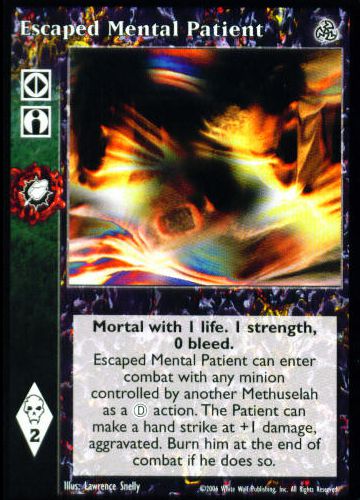 Escaped Mental Patient
Mortal with 1 life. 1 strength,
0 bleed.
Escaped Mental Patient can enter
combat with any minion
controlled by another Methuselah
as a Ⓓ action. The Patient can
make a hand strike at +1 damage,
aggravated. Burn him at the end of
combat if he does so.
2
Illus: Lawrence Snelly
©2006 White Wolf Publishing, Inc. All Rights Reserved.